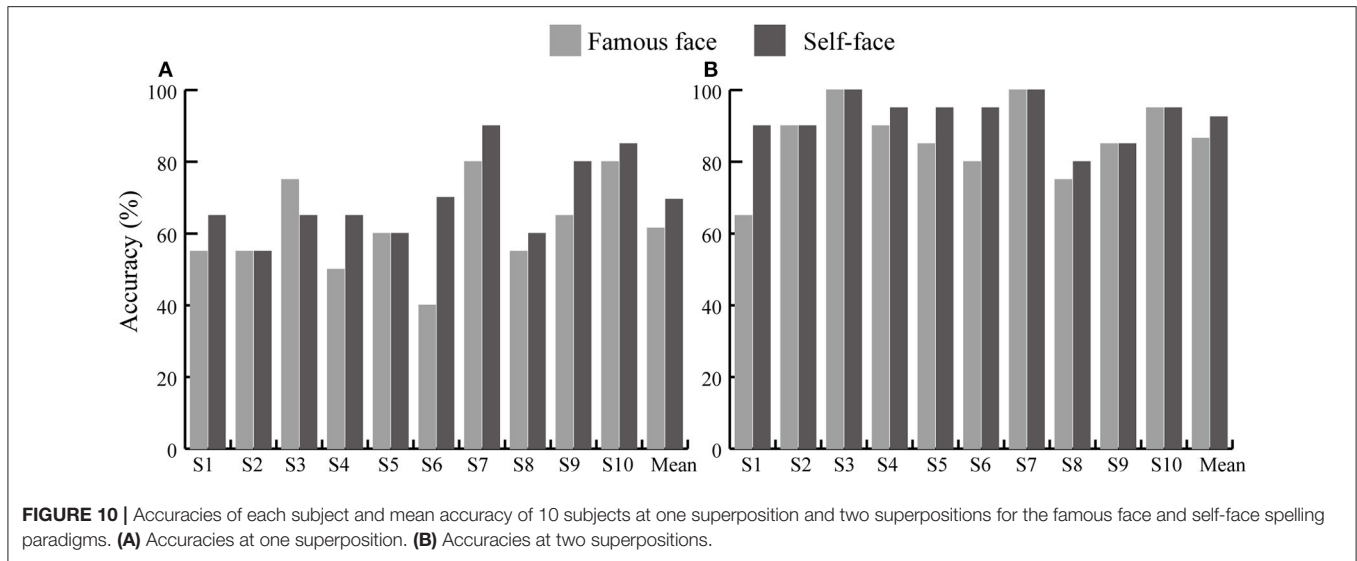 Famous face Self-face
A B
100 100
80 80
60 60
40 40
20 20
0 0
Accuracy (%)
S1 S2 S3 S4 S5 S6 S7 S8 S9 S10 Mean S1 S2 S3 S4 S5 S6 S7 S8 S9 S10 Mean
FIGURE 10 | Accuracies of each subject and mean accuracy of 10 subjects at one superposition and two superpositions for the famous face and self-face spelling
paradigms. (A) Accuracies at one superposition. (B) Accuracies at two superpositions.